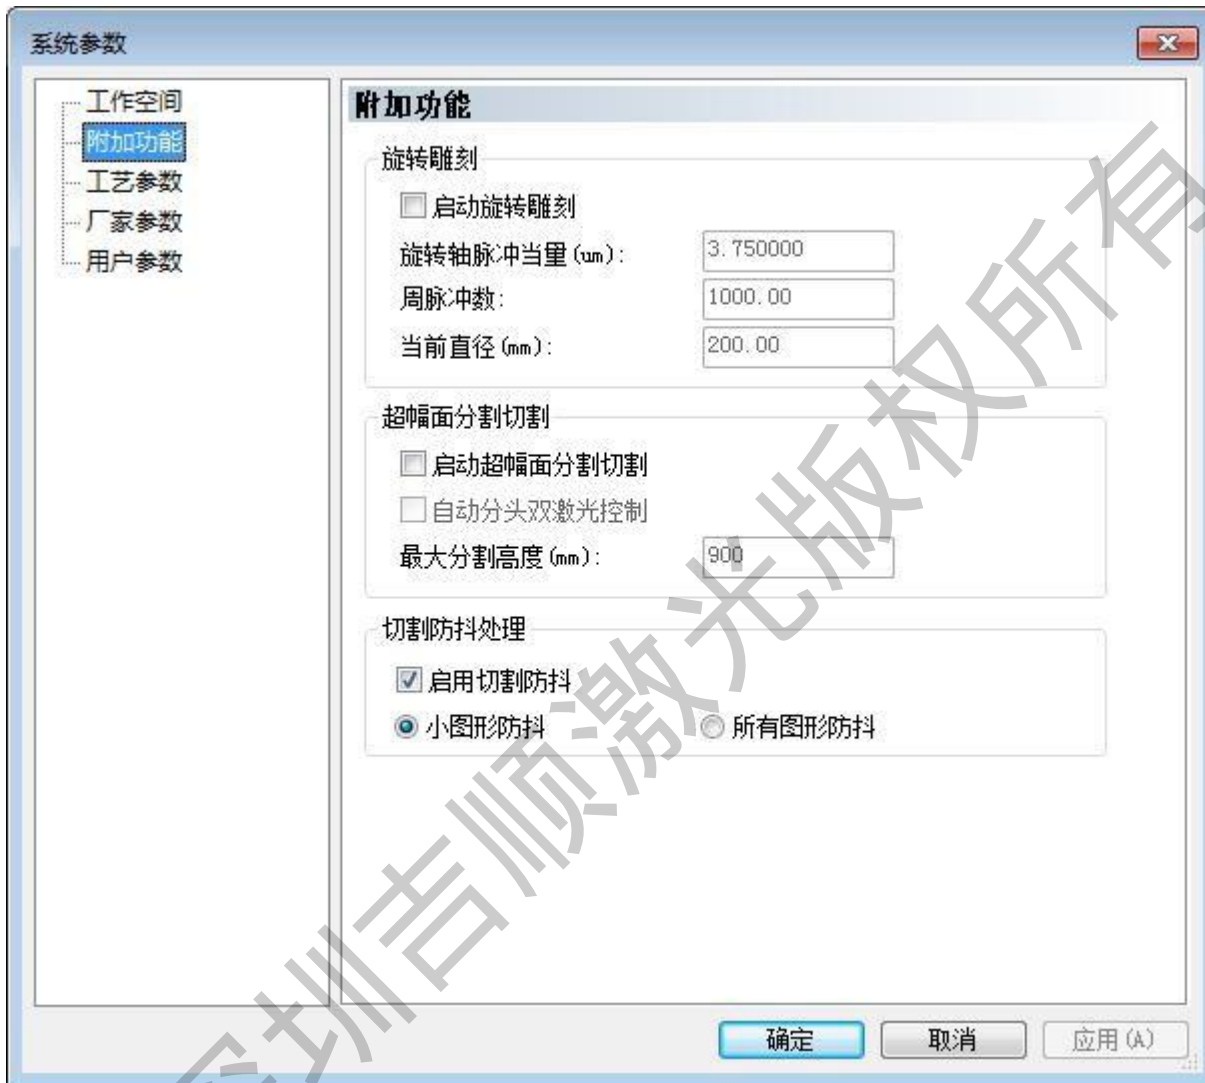 系统参数
工作空间
附加功能
工艺参数
厂家参数
用户参数
附加功能
旋转雕刻
启动旋转雕刻
旋转轴脉冲当量(um): 3.750000
周脉冲数: 1000.00
当前直径(mm): 200.00
超幅面分割切割
启动超幅面分割切割
自动分头双激光控制
最大分割高度(mm): 900
切割防抖处理
启用切割防抖
小图形防抖 所有图形防抖
确定 取消 应用(A)
深圳吉顺激光版权所有